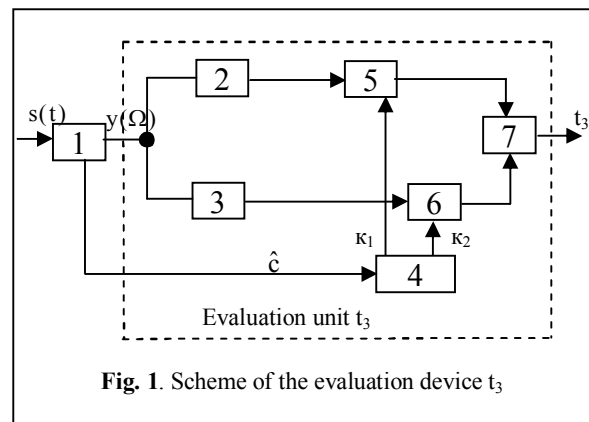 s(t)
1
y(Ω)
2
5
7
t₃
3
6
κ₁
κ₂
ĉ
4
Evaluation unit t₃
Fig. 1. Scheme of the evaluation device t₃